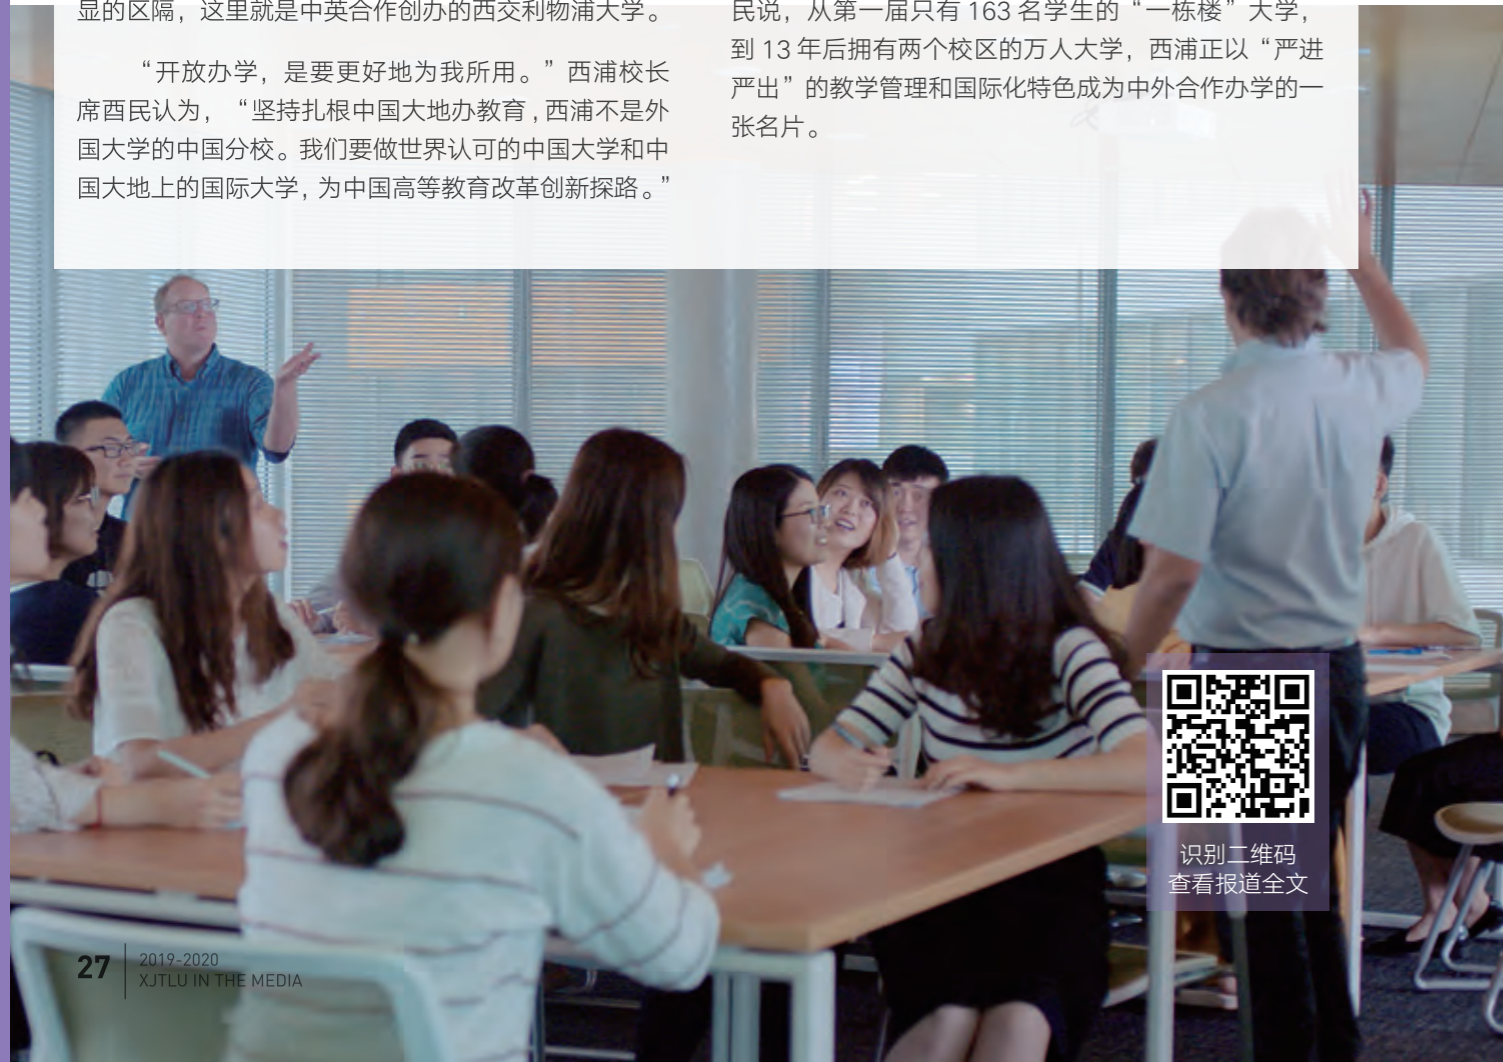 显的区隔，这里就是中英合作创办的西交利物浦大学。
“开放办学，是要更好地为我所用。”西浦校长
席酉民认为，“坚持扎根中国大地办教育，西浦不是外
国大学的中国分校。我们要做世界认可的中国大学和中
国大地上的国际大学，为中国高等教育改革创新探路。”
民说，从第一届只有 163 名学生的“一栋楼”大学，
到 13 年后拥有两个校区的万人大学，西浦正以“严进
严出”的教学管理和国际化特色成为中外合作办学的一
张名片。
识别二维码
查看报道全文
27
2019-2020
XJTLU IN THE MEDIA